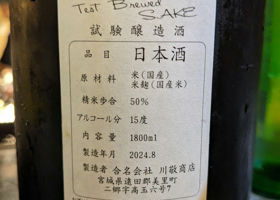 Test Brewed
SAKE
試験醸造酒
品目 日本酒
原材料 米(国産)
米麹(国産米)
精米歩合 50%
アルコール分 15度
内容量 1800ml
製造年月 2024.8
製造者 合名会社 川敬商店
宮城県遠田郡美里町
二郷字高玉六号7